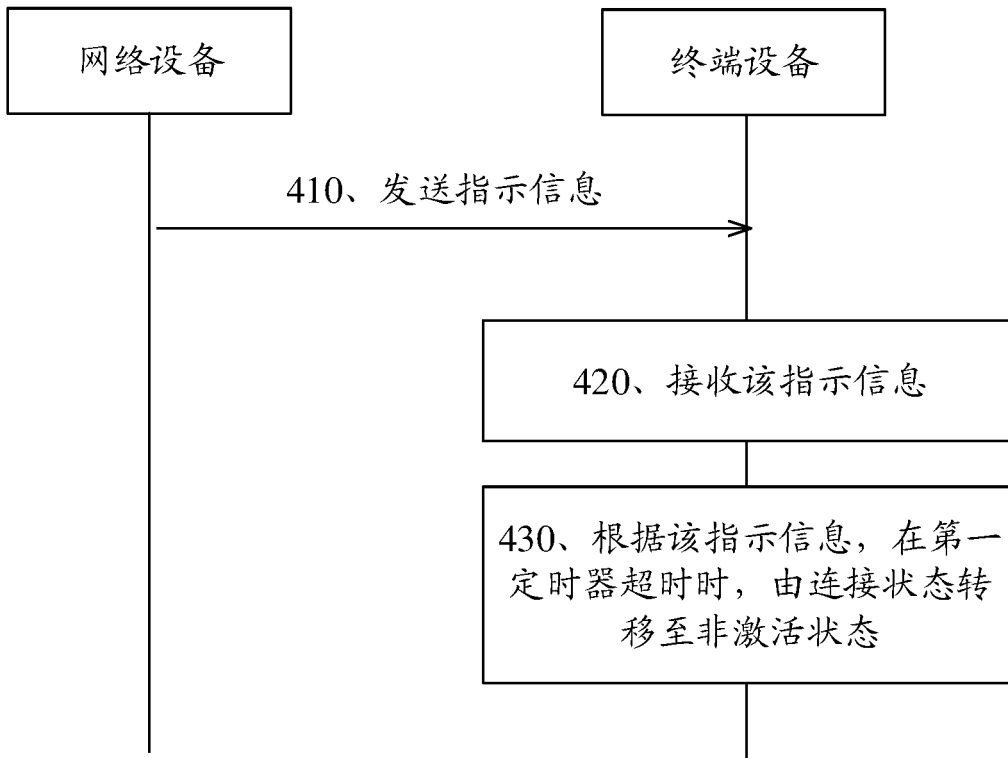 网络设备
终端设备
410、发送指示信息
420、接收该指示信息
430、根据该指示信息，在第一
定时器超时时，由连接状态转
移至非激活状态